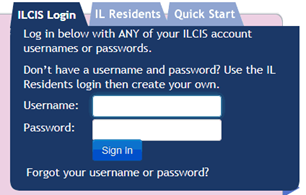 ILCIS Login IL Residents Quick Start
Log in below with ANY of your ILCIS account
usernames or passwords.
Don't have a username and password? Use the IL
Residents login then create your own.
Username:
Password:
Sign In
Forgot your username or password?